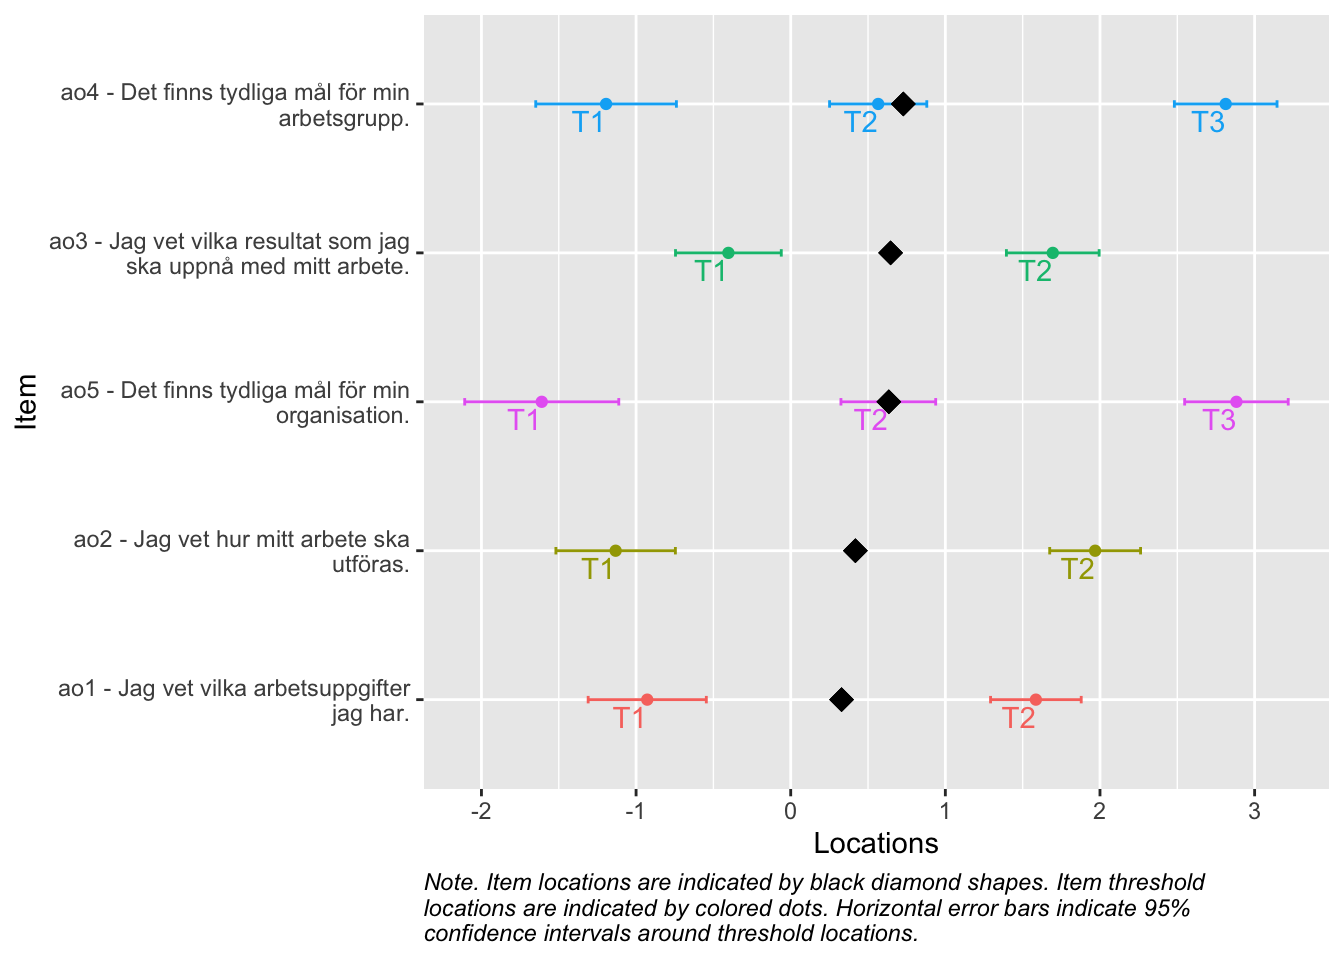 ao4 - Det finns tydliga mål för min
arbetsgrupp.
T1
T2
T3
ao3 - Jag vet vilka resultat som jag
ska uppnå med mitt arbete.
T1
T2
Item
ao5 - Det finns tydliga mål för min
organisation.
T1
T2
T3
ao2 - Jag vet hur mitt arbete ska
utföras.
T1
T2
ao1 - Jag vet vilka arbetsuppgifter
jag har.
T1
T2
-2 -1 0 1 2 3
Locations
Note. Item locations are indicated by black diamond shapes. Item threshold
locations are indicated by colored dots. Horizontal error bars indicate 95%
confidence intervals around threshold locations.